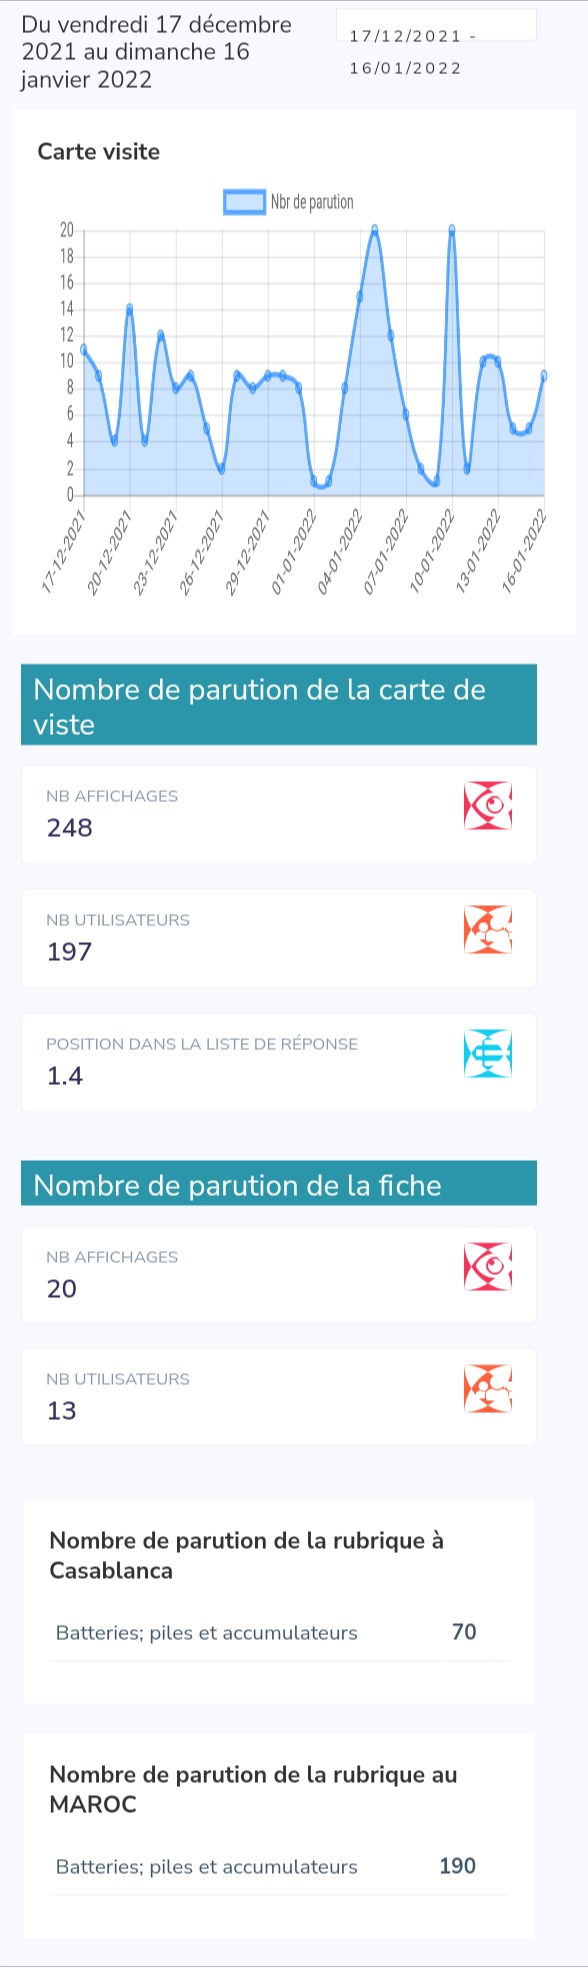 Du vendredi 17 décembre
2021 au dimanche 16
janvier 2022
17/12/2021 -
16/01/2022
Carte visite
Nbr de parution
20
18
16
14
12
10
8
6
4
2
0
17-12-2021
20-12-2021
23-12-2021
26-12-2021
29-12-2021
01-01-2022
04-01-2022
07-01-2022
10-01-2022
13-01-2022
16-01-2022
Nombre de parution de la carte de
viste
NB AFFICHAGES
248
NB UTILISATEURS
197
POSITION DANS LA LISTE DE RÉPONSE
1.4
Nombre de parution de la fiche
NB AFFICHAGES
20
NB UTILISATEURS
13
Nombre de parution de la rubrique à
Casablanca
Batteries; piles et accumulateurs 70
Nombre de parution de la rubrique au
MAROC
Batteries; piles et accumulateurs 190